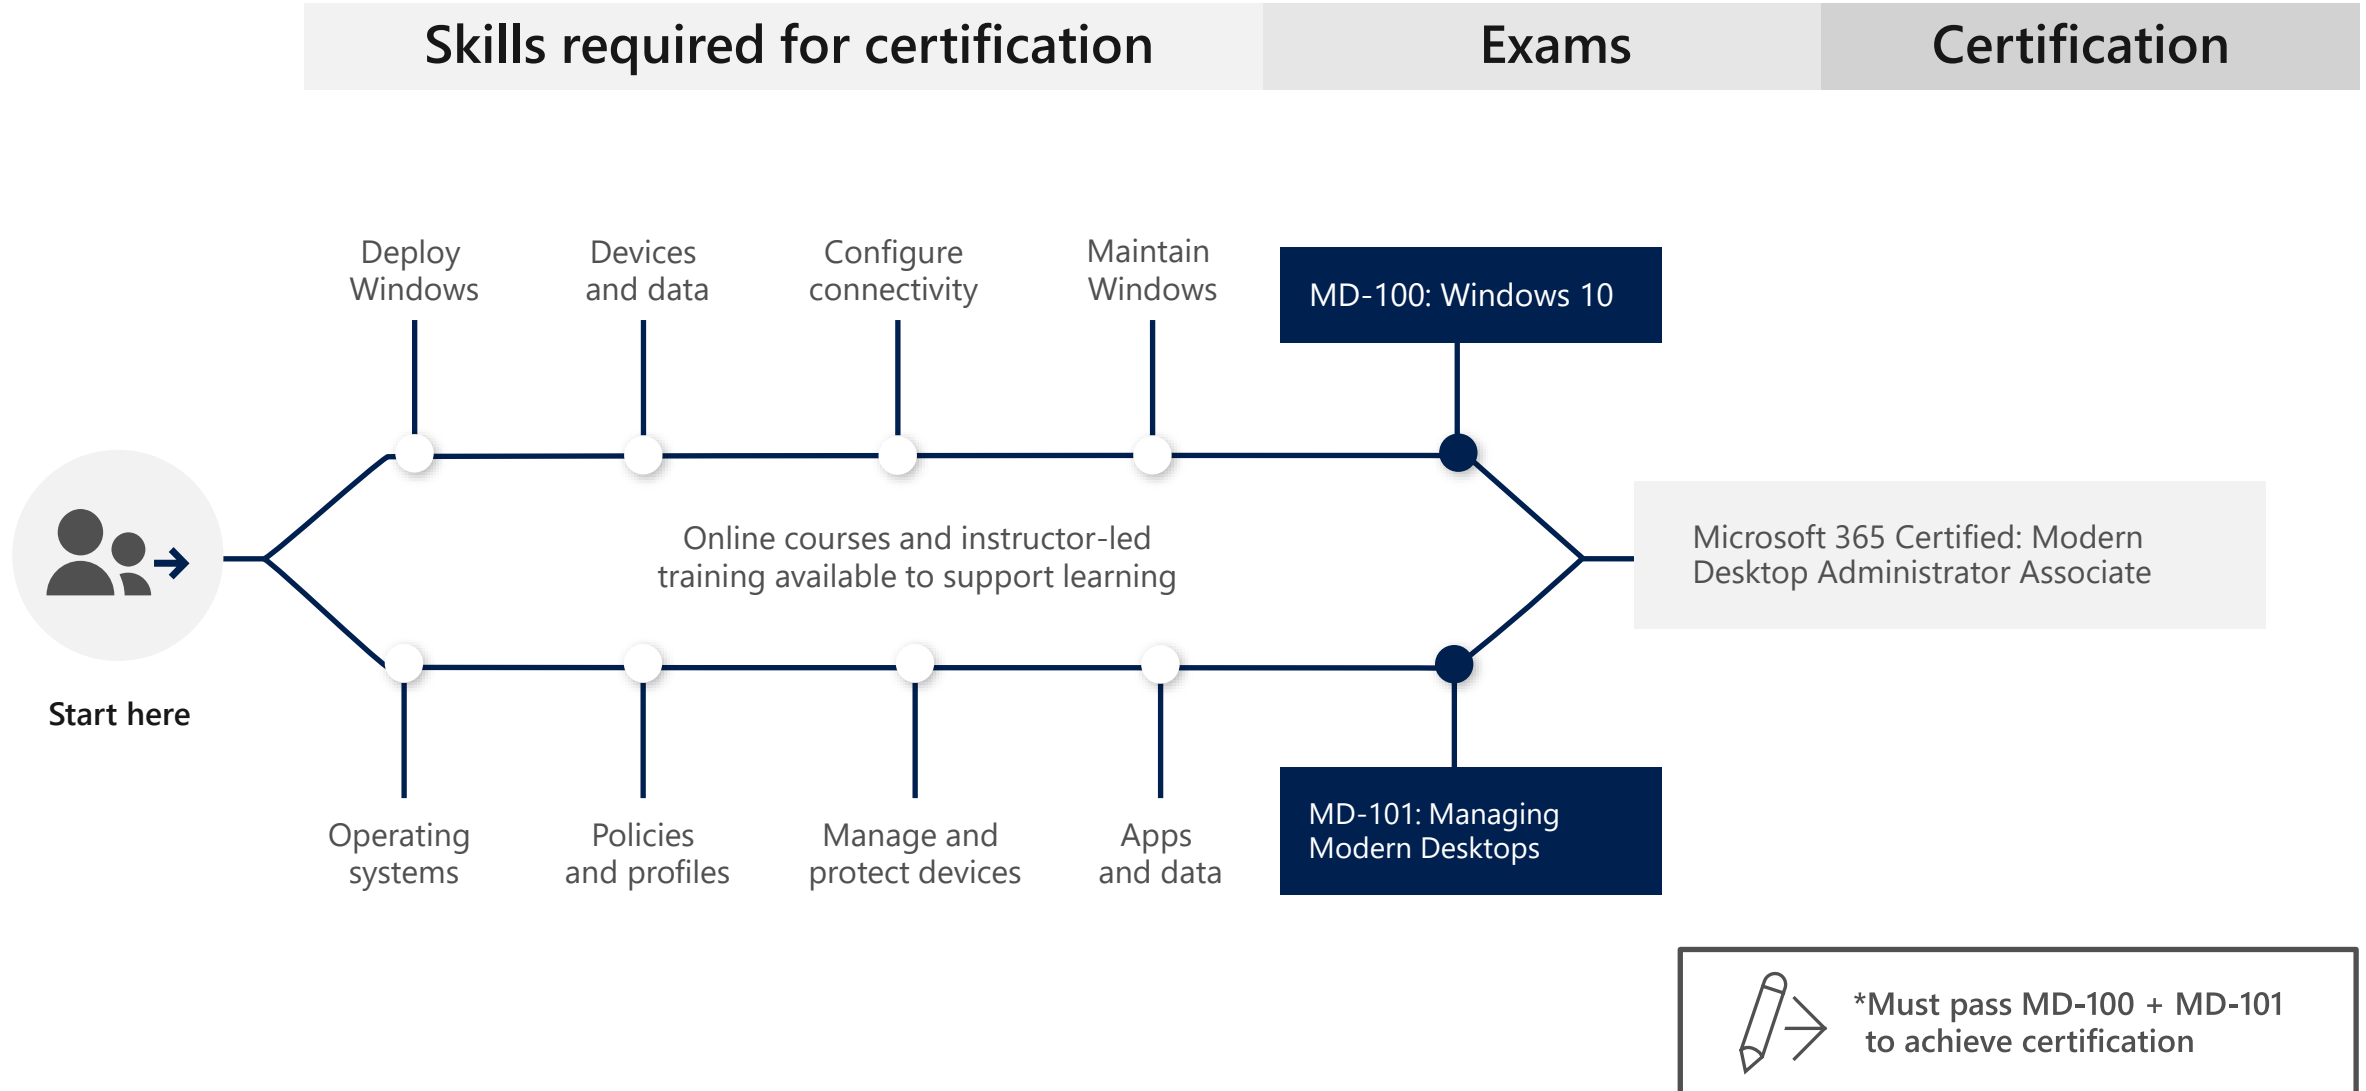 Skills required for certification
Exams
Certification
Deploy
Windows
Devices
and data
Configure
connectivity
Maintain
Windows
MD-100: Windows 10
Online courses and instructor-led
training available to support learning
Microsoft 365 Certified: Modern
Desktop Administrator Associate
Start here
Operating
systems
Policies
and profiles
Manage and
protect devices
Apps
and data
MD-101: Managing
Modern Desktops
*Must pass MD-100 + MD-101
to achieve certification